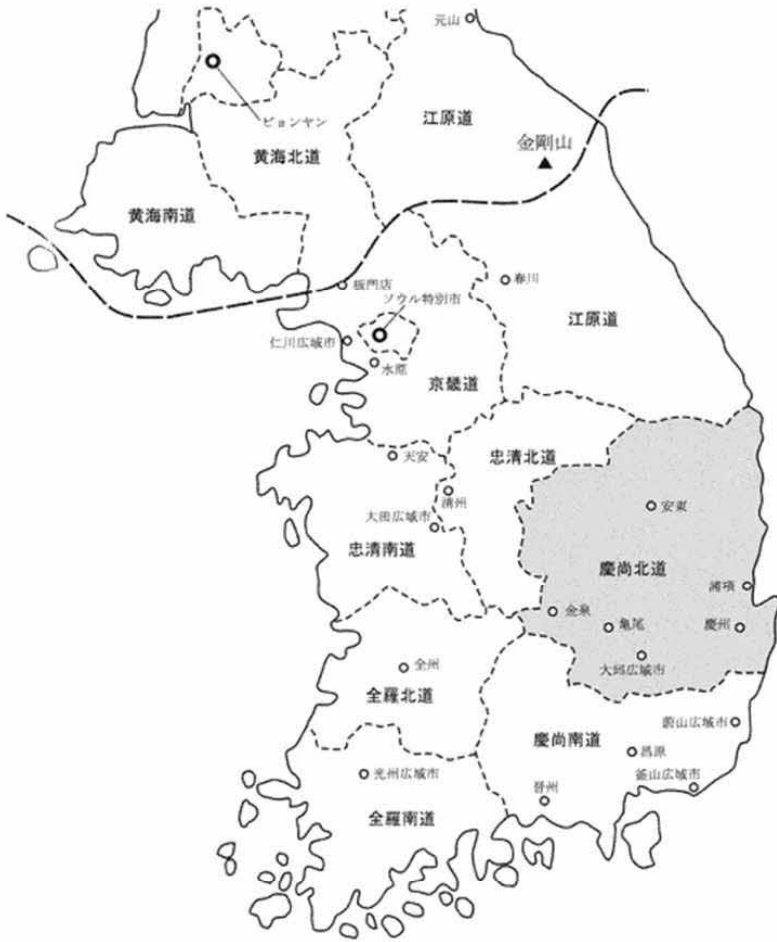 元山
ピョンヤン
江原道
金剛山
黄海北道
黄海南道
板門店
春川
ソウル特別市
江原道
仁川広域市
水原
京畿道
天安
忠清北道
清州
安東
大田広域市
忠清南道
慶尚北道
浦項
金泉
亀尾
慶州
大邱広域市
全州
全羅北道
蔚山広域市
慶尚南道
昌原
光州広域市
釜山広域市
晋州
全羅南道